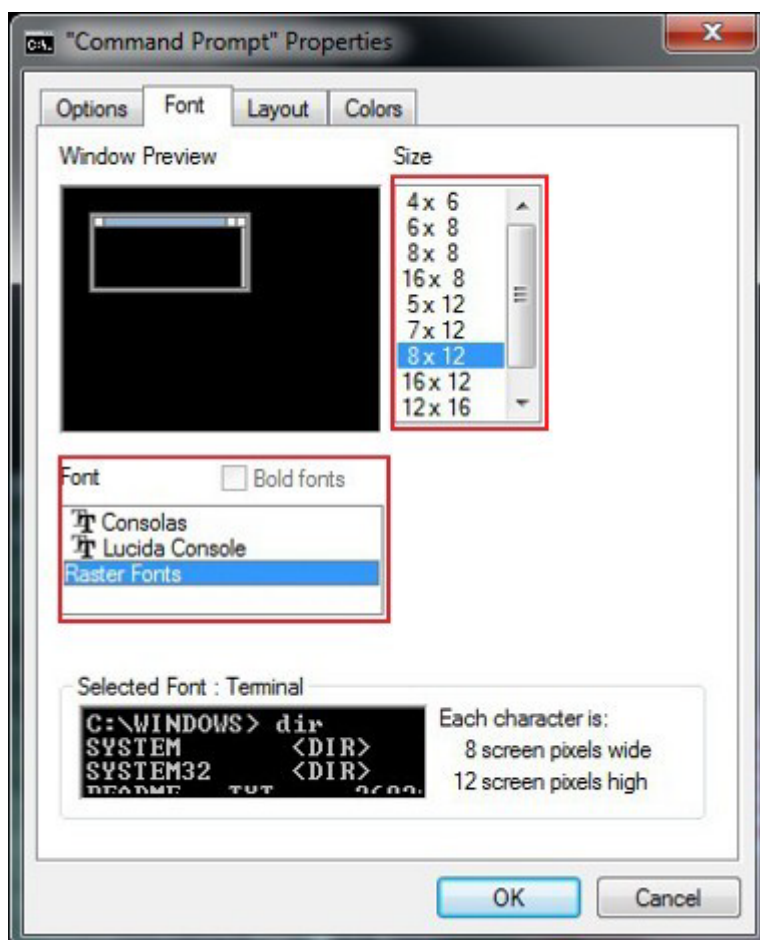 "Command Prompt" Properties
Options Font Layout Colors
Window Preview
Size
4 x 6
6 x 8
8 x 8
16 x 8
5 x 12
7 x 12
8 x 12
16 x 12
12 x 16
Font
Bold fonts
Consolas
Lucida Console
Raster Fonts
Selected Font : Terminal
C:\WINDOWS> dir
SYSTEM <DIR>
SYSTEM32 <DIR>
Each character is:
8 screen pixels wide
12 screen pixels high
OK Cancel